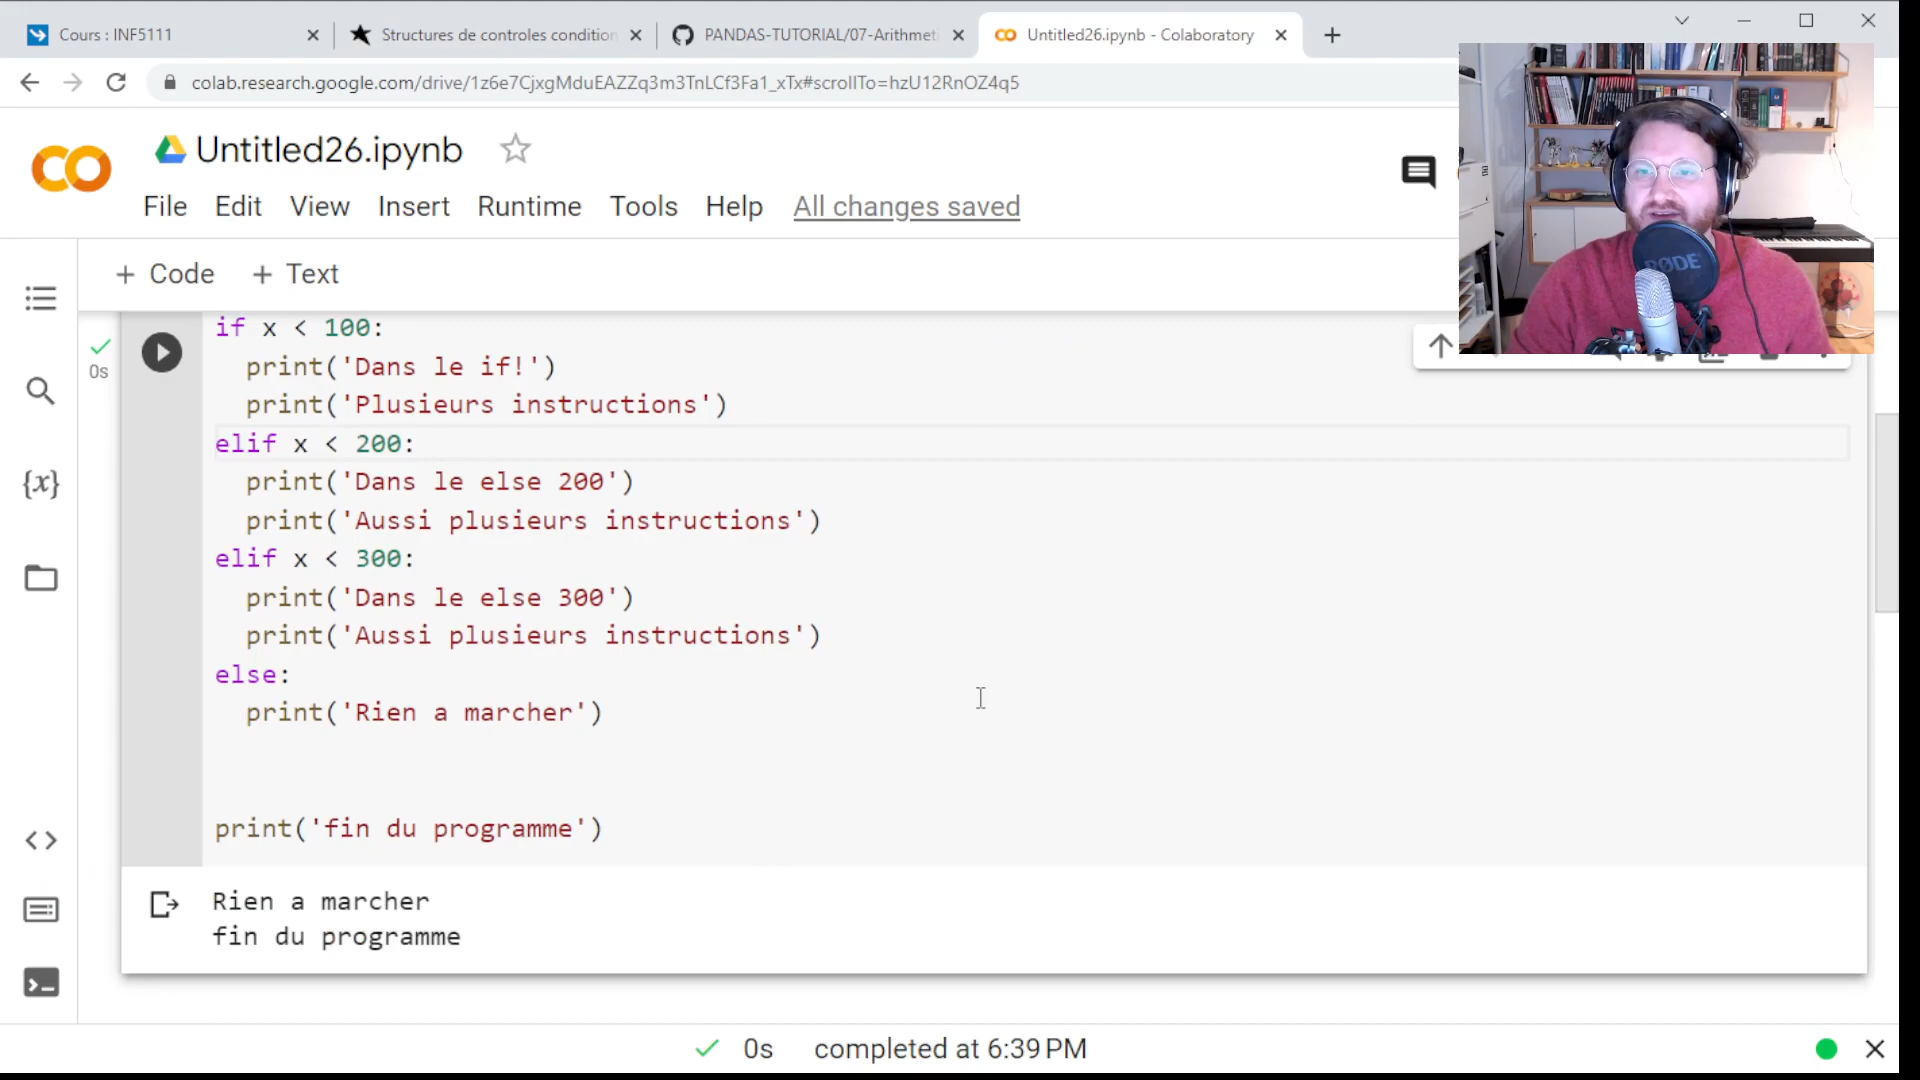 Cours : INF5111
Structures de controles condition
PANDAS-TUTORIAL/07-Arithmeti
Untitled26.ipynb - Colaboratory
colab.research.google.com/drive/1z6e7CjxgMduEAZZq3m3TnLCf3Fa1_xTx#scrollTo=hzU12RnOZ4q5
Untitled26.ipynb
File Edit View Insert Runtime Tools Help All changes saved
+ Code + Text
RØDE
0s
if x < 100:
print('Dans le if!')
print('Plusieurs instructions')
elif x < 200:
print('Dans le else 200')
print('Aussi plusieurs instructions')
elif x < 300:
print('Dans le else 300')
print('Aussi plusieurs instructions')
else:
print('Rien a marcher')
print('fin du programme')
Rien a marcher
fin du programme
0s completed at 6:39 PM